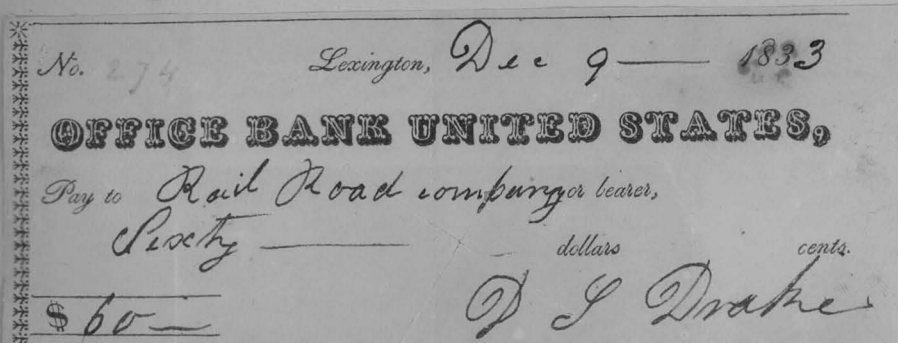 No. 274 Lexington, Dec 9 — 1833
OFFICE BANK UNITED STATES,
Pay to Rail Road company or bearer,
Sixty — dollars cents.
$ 60 — D S Drake